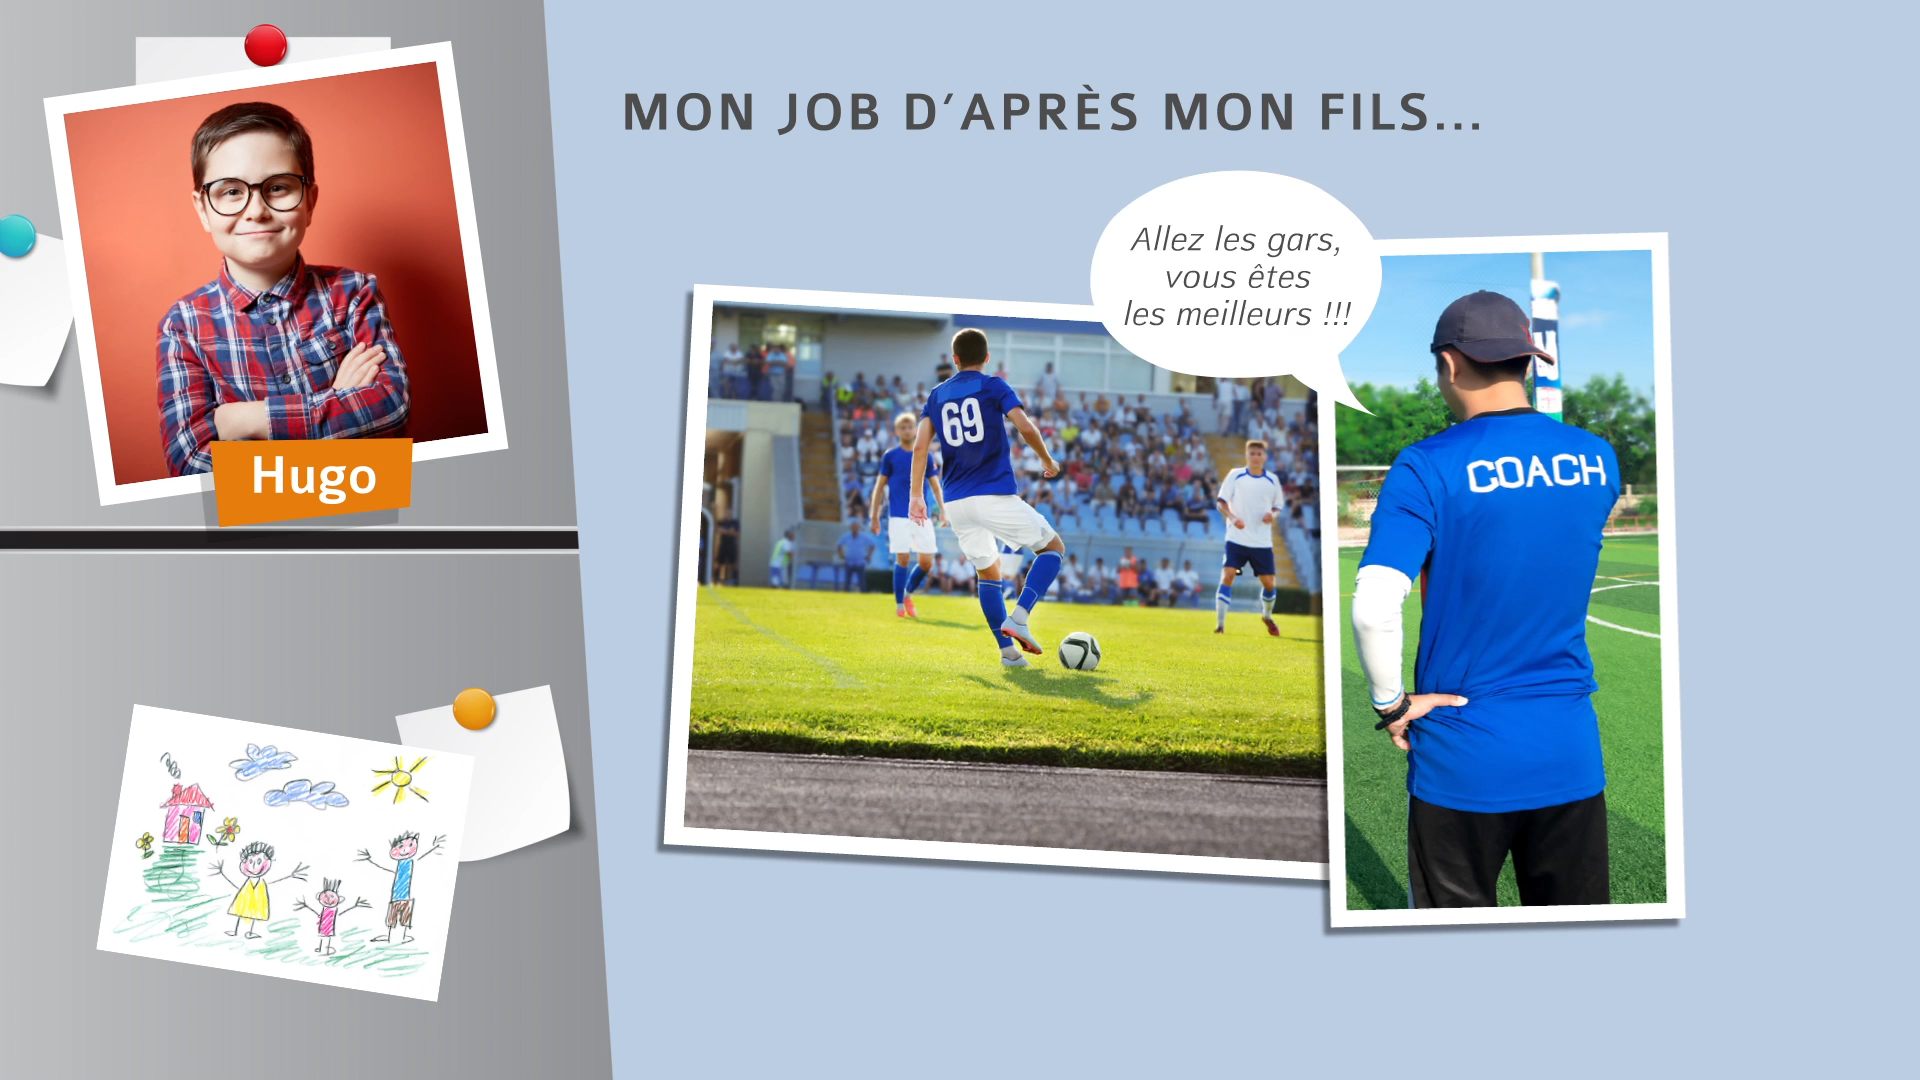 MON JOB D'APRÈS MON FILS...
Allez les gars,
vous êtes
les meilleurs !!!
69
COACH
Hugo